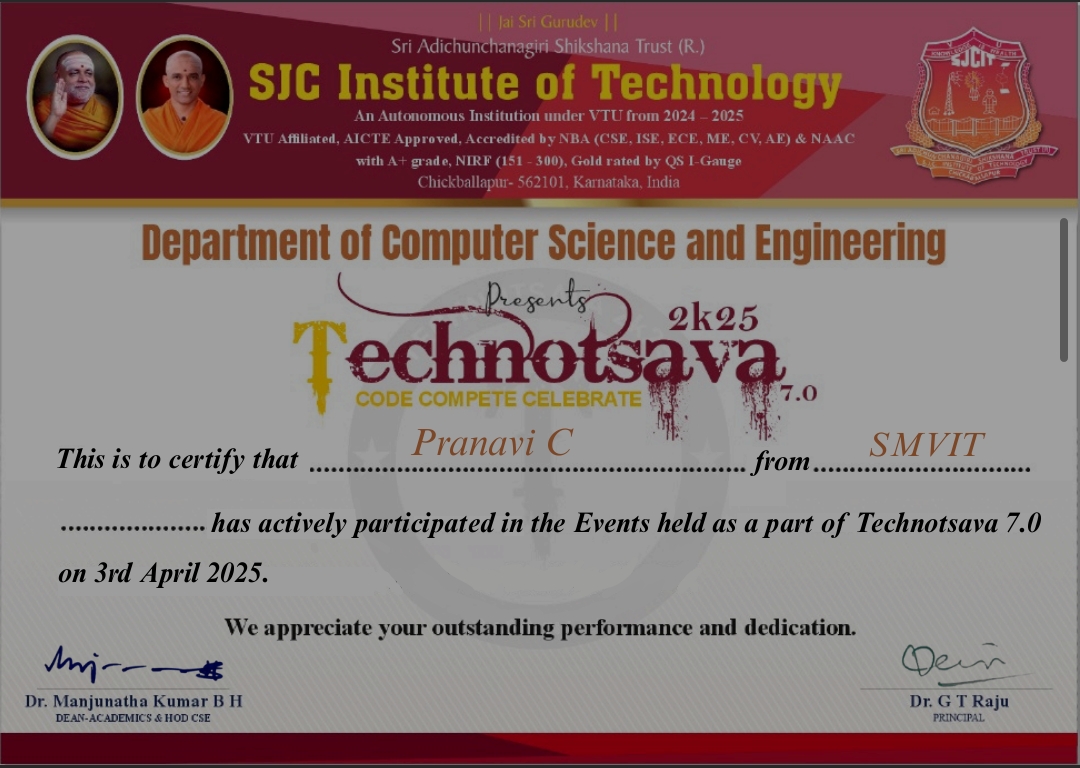 || Jai Sri Gurudev ||
Sri Adichunchanagiri Shikshana Trust (R.)
SJC Institute of Technology
An Autonomous Institution under VTU from 2024 – 2025
VTU Affiliated, AICTE Approved, Accredited by NBA (CSE, ISE, ECE, ME, CV, AE) & NAAC
with A+ grade, NIRF (151 - 300), Gold rated by QS I-Gauge
Chickballapur- 562101, Karnataka, India
SJCIT
Department of Computer Science and Engineering
Presents
Technotsava 2k25
7.0
CODE COMPETE CELEBRATE
This is to certify that ........ Pranavi C ........ from ........ SMVIT ........
.................... has actively participated in the Events held as a part of Technotsava 7.0
on 3rd April 2025.
We appreciate your outstanding performance and dedication.
Dr. Manjunatha Kumar B H
DEAN-ACADEMICS & HOD CSE
Dr. G T Raju
PRINCIPAL